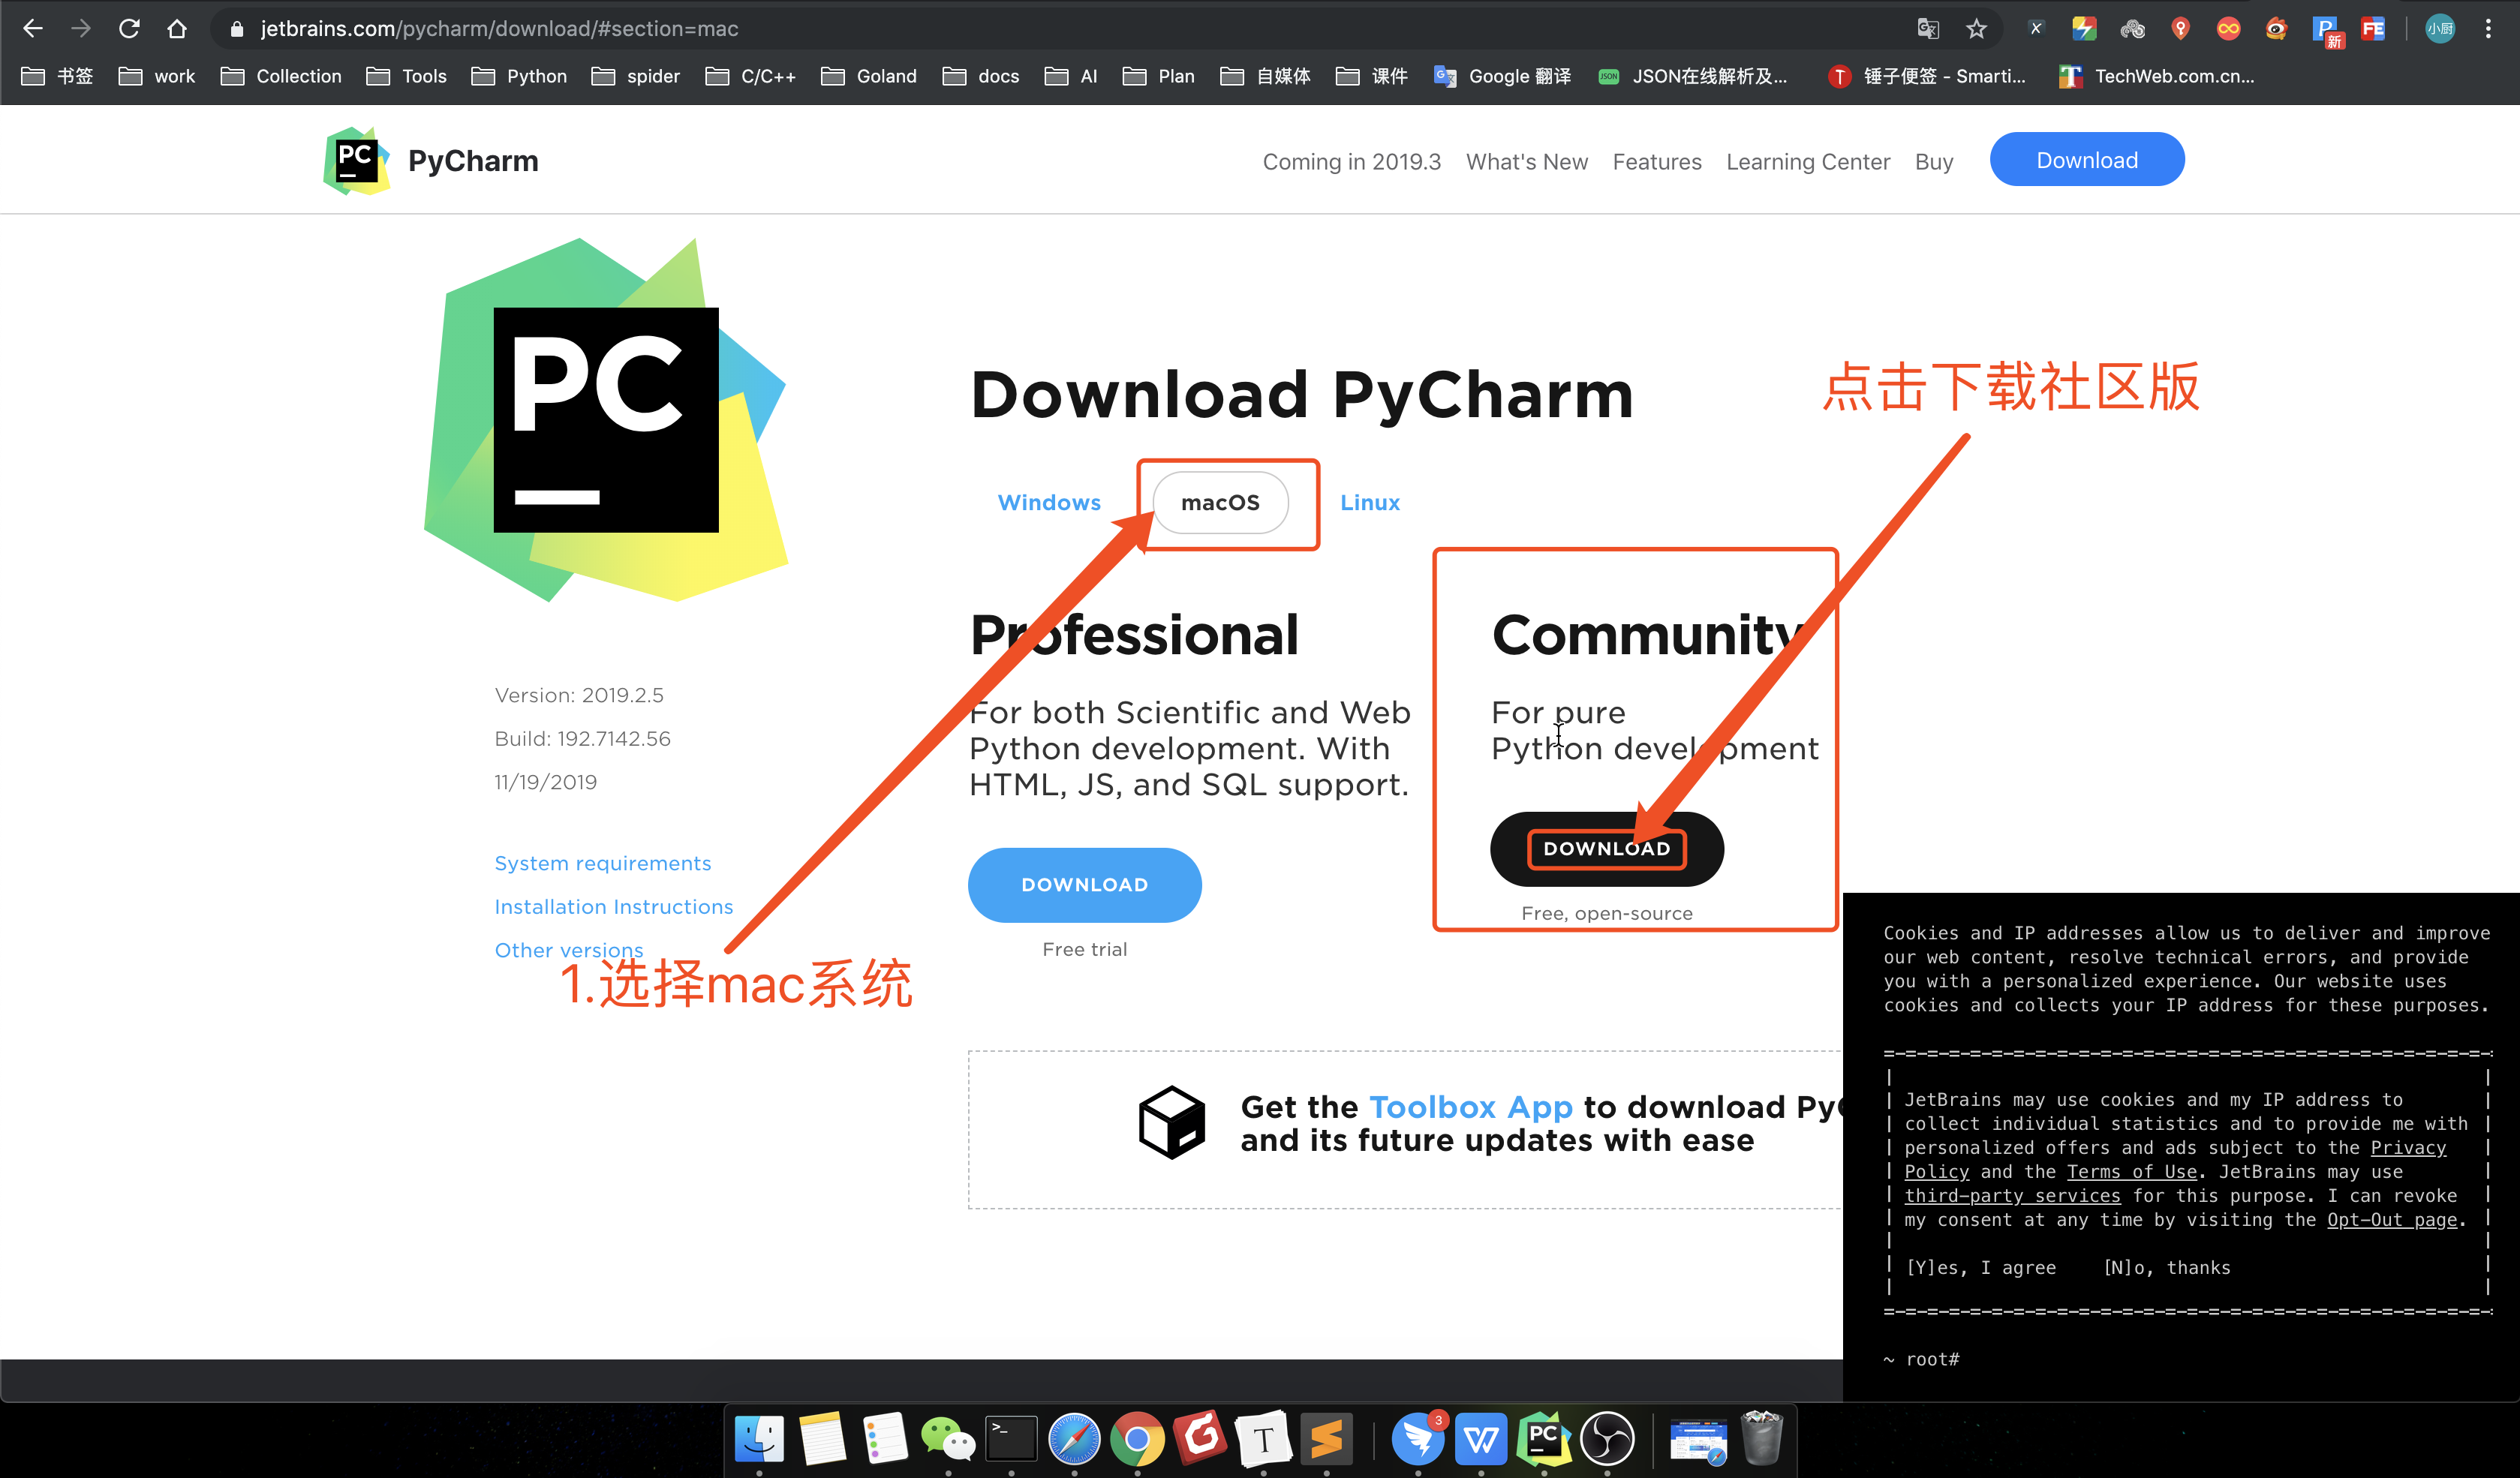 jetbrains.com/pycharm/download/#section=mac
新
小厨
书签 work Collection Tools Python spider C/C++ Goland docs AI Plan 自媒体 课件 Google 翻译 JSON在线解析及... 锤子便签 - Smarti... TechWeb.com.cn...
PC PyCharm
Coming in 2019.3 What's New Features Learning Center Buy Download
PC
Download PyCharm
点击下载社区版
Windows macOS Linux
Professional
For both Scientific and Web
Python development. With
HTML, JS, and SQL support.
DOWNLOAD
Free trial
Community
For pure
Python development
DOWNLOAD
Free, open-source
Version: 2019.2.5
Build: 192.7142.56
11/19/2019
System requirements
Installation Instructions
Other versions
1.选择mac系统
Get the Toolbox App to download Py
and its future updates with ease
Cookies and IP addresses allow us to deliver and improve
our web content, resolve technical errors, and provide
you with a personalized experience. Our website uses
cookies and collects your IP address for these purposes.
JetBrains may use cookies and my IP address to
collect individual statistics and to provide me with
personalized offers and ads subject to the Privacy
Policy and the Terms of Use. JetBrains may use
third-party services for this purpose. I can revoke
my consent at any time by visiting the Opt-Out page.
[Y]es, I agree [N]o, thanks
~ root#
3
PC